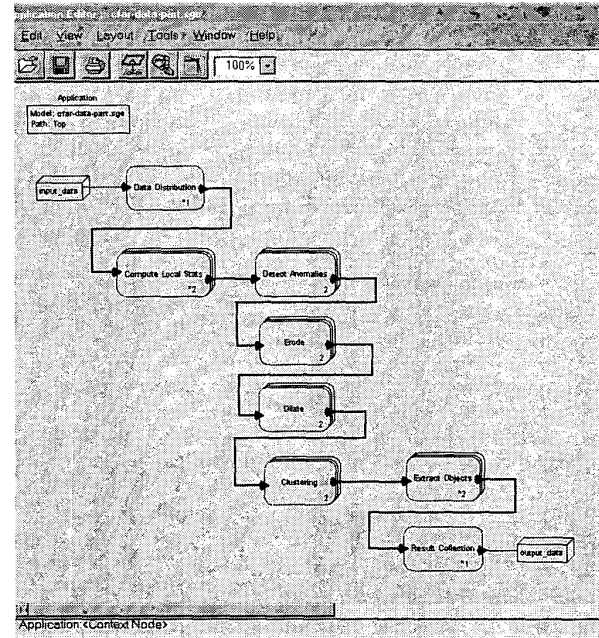 Application Editor: cfar-data-part.sge
Edit View Layout Tools Window Help
100%
Application
Model: cfar-data-part.sge
Path: Top
input_data
Data Distribution
*1
Compute Local Stats
*2
Detect Anomalies
2
Erode
2
Dilate
2
Clustering
2
Extract Objects
*2
Result Collection
*1
output_data
Application:<Context Node>